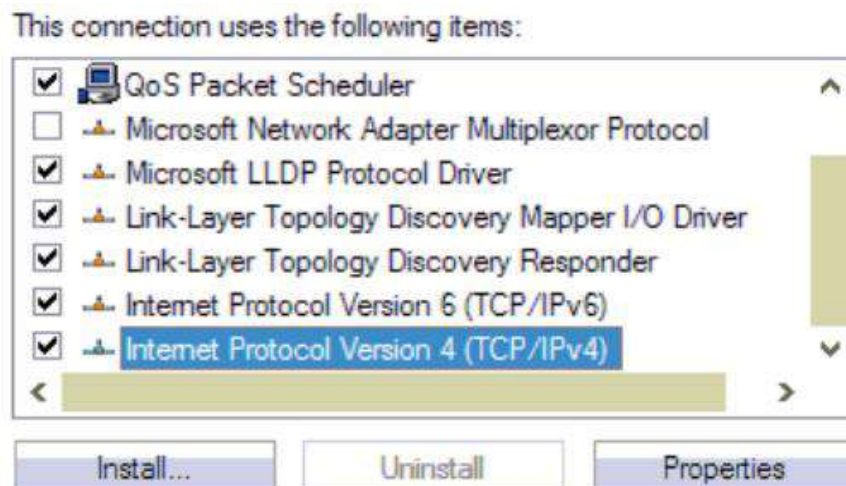 This connection uses the following items:
QoS Packet Scheduler
Microsoft Network Adapter Multiplexor Protocol
Microsoft LLDP Protocol Driver
Link-Layer Topology Discovery Mapper I/O Driver
Link-Layer Topology Discovery Responder
Internet Protocol Version 6 (TCP/IPv6)
Internet Protocol Version 4 (TCP/IPv4)
Install... Uninstall Properties